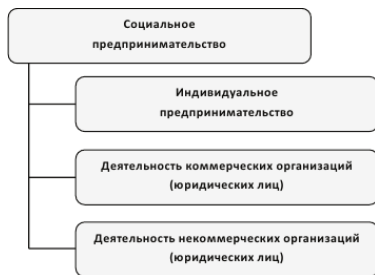 Социальное
предпринимательство
Индивидуальное
предпринимательство
Деятельность коммерческих организаций
(юридических лиц)
Деятельность некоммерческих организаций
(юридических лиц)